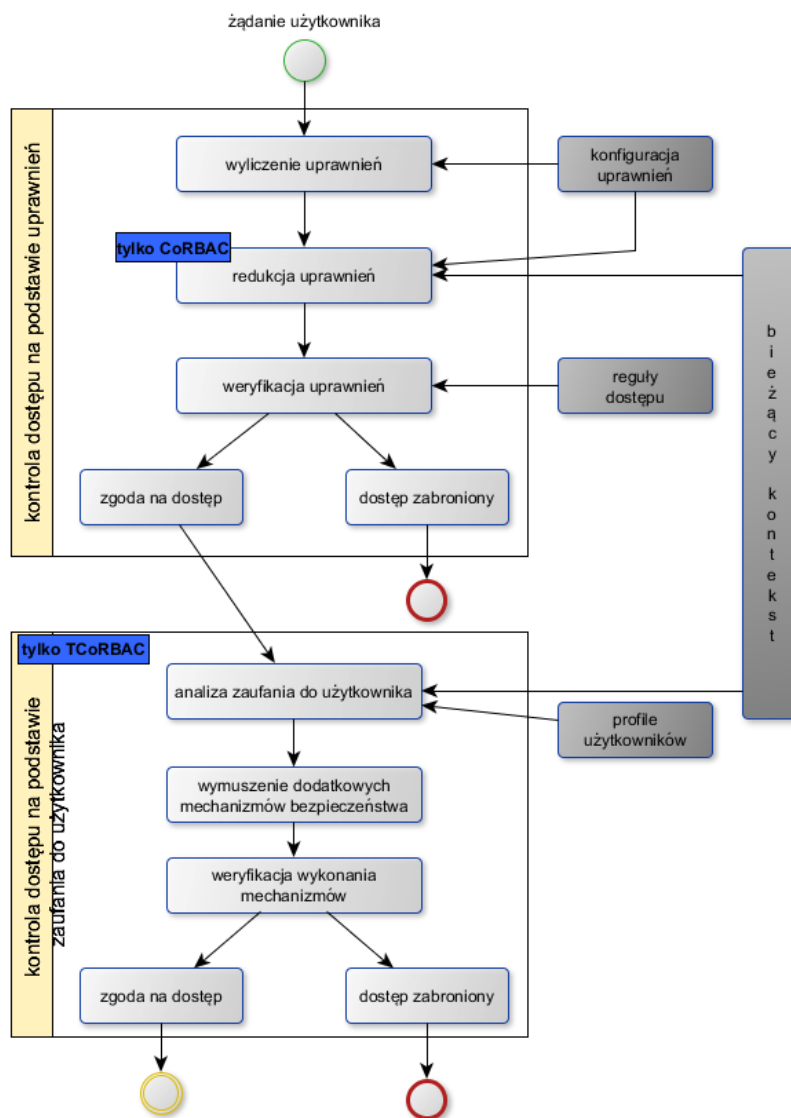 żądanie użytkownika
kontrola dostępu na podstawie uprawnień
wyliczenie uprawnień
konfiguracja
uprawnień
tylko CoRBAC
redukcja uprawnień
weryfikacja uprawnień
reguły
dostępu
bieżący kontekst
zgoda na dostęp
dostęp zabroniony
kontrola dostępu na podstawie
zaufania do użytkownika
tylko TCoRBAC
analiza zaufania do użytkownika
profile
użytkowników
wymuszenie dodatkowych
mechanizmów bezpieczeństwa
weryfikacja wykonania
mechanizmów
zgoda na dostęp
dostęp zabroniony